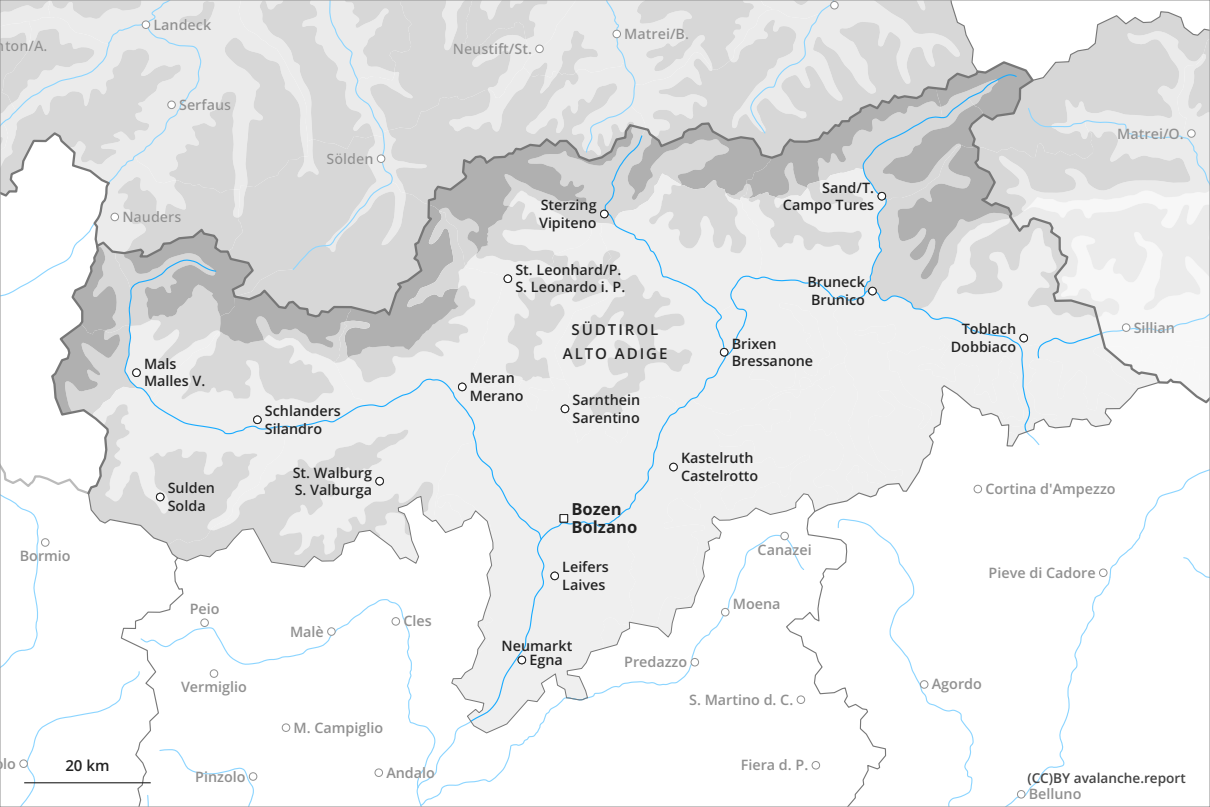 Landeck
nton/A.
Neustift/St.
Matrei/B.
Serfaus
Matrei/O.
Sölden
Nauders
Sand/T.
Campo Tures
Sterzing
Vipiteno
St. Leonhard/P.
S. Leonardo i. P.
Bruneck
Brunico
SÜDTIROL
ALTO ADIGE
Toblach
Dobbiaco
Sillian
Brixen
Bressanone
Mals
Malles V.
Meran
Merano
Sarnthein
Sarentino
Schlanders
Silandro
Kastelruth
Castelrotto
St. Walburg
S. Valburga
Sulden
Solda
Cortina d'Ampezzo
Bozen
Bolzano
Canazei
Bormio
Leifers
Laives
Pieve di Cadore
Peio
Moena
Malè
Cles
Neumarkt
Egna
Predazzo
Vermiglio
Agordo
S. Martino d. C.
M. Campiglio
olo
20 km
Pinzolo
Andalo
Fiera d. P.
(CC)BY avalanche.report
Belluno